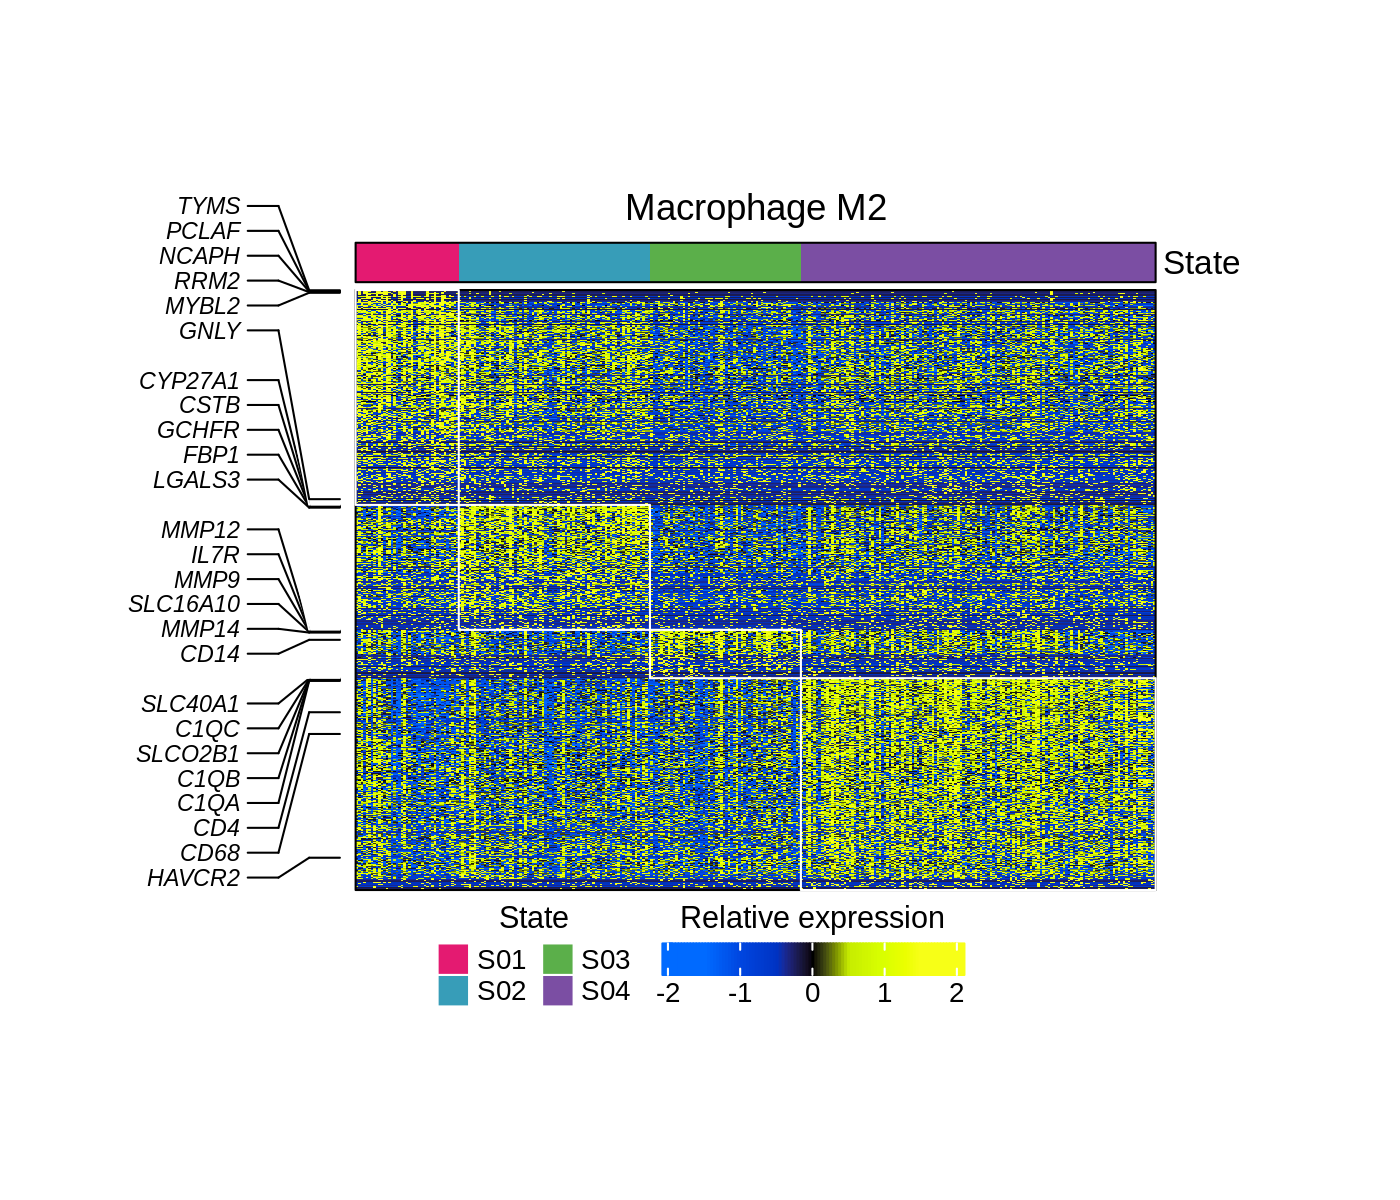 Macrophage M2
State
TYMS
PCLAF
NCAPH
RRM2
MYBL2
GNLY
CYP27A1
CSTB
GCHFR
FBP1
LGALS3
MMP12
IL7R
MMP9
SLC16A10
MMP14
CD14
SLC40A1
C1QC
SLCO2B1
C1QB
C1QA
CD4
CD68
HAVCR2
State
S01 S03
S02 S04
Relative expression
-2 -1 0 1 2